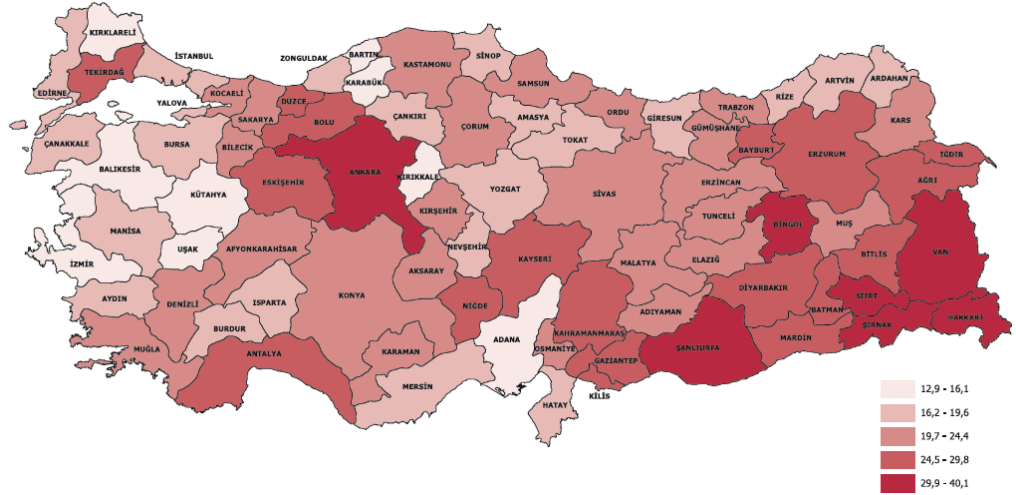 KIRKLARELİ
İSTANBUL
TEKİRDAĞ
EDİRNE
YALOVA
KOCAELİ
SAKARYA
DÜZCE
BOLU
ZONGULDAK
BARTIN
KARABÜK
KASTAMONU
SİNOP
SAMSUN
ÇANKIRI
ÇORUM
AMASYA
TOKAT
ORDU
GİRESUN
TRABZON
GÜMÜŞHANE
RİZE
ARTVİN
ARDAHAN
KARS
BAYBURT
ERZURUM
IĞDIR
AĞRI
ÇANAKKALE
BALIKESİR
BURSA
BİLECİK
ESKİŞEHİR
ANKARA
KIRIKKALE
KÜTAHYA
YOZGAT
SİVAS
ERZİNCAN
TUNCELİ
BİNGÖL
MUŞ
BİTLİS
VAN
MANİSA
UŞAK
AFYONKARAHİSAR
KIRŞEHİR
NEVŞEHİR
KAYSERİ
MALATYA
ELAZIĞ
DİYARBAKIR
BATMAN
SİİRT
ŞIRNAK
HAKKARİ
İZMİR
AYDIN
DENİZLİ
ISPARTA
BURDUR
KONYA
AKSARAY
NİĞDE
ADIYAMAN
MUĞLA
ANTALYA
KARAMAN
MERSİN
ADANA
KAHRAMANMARAŞ
OSMANİYE
GAZİANTEP
KİLİS
HATAY
ŞANLIURFA
MARDİN
12,9 - 16,1
16,2 - 19,6
19,7 - 24,4
24,5 - 29,8
29,9 - 40,1